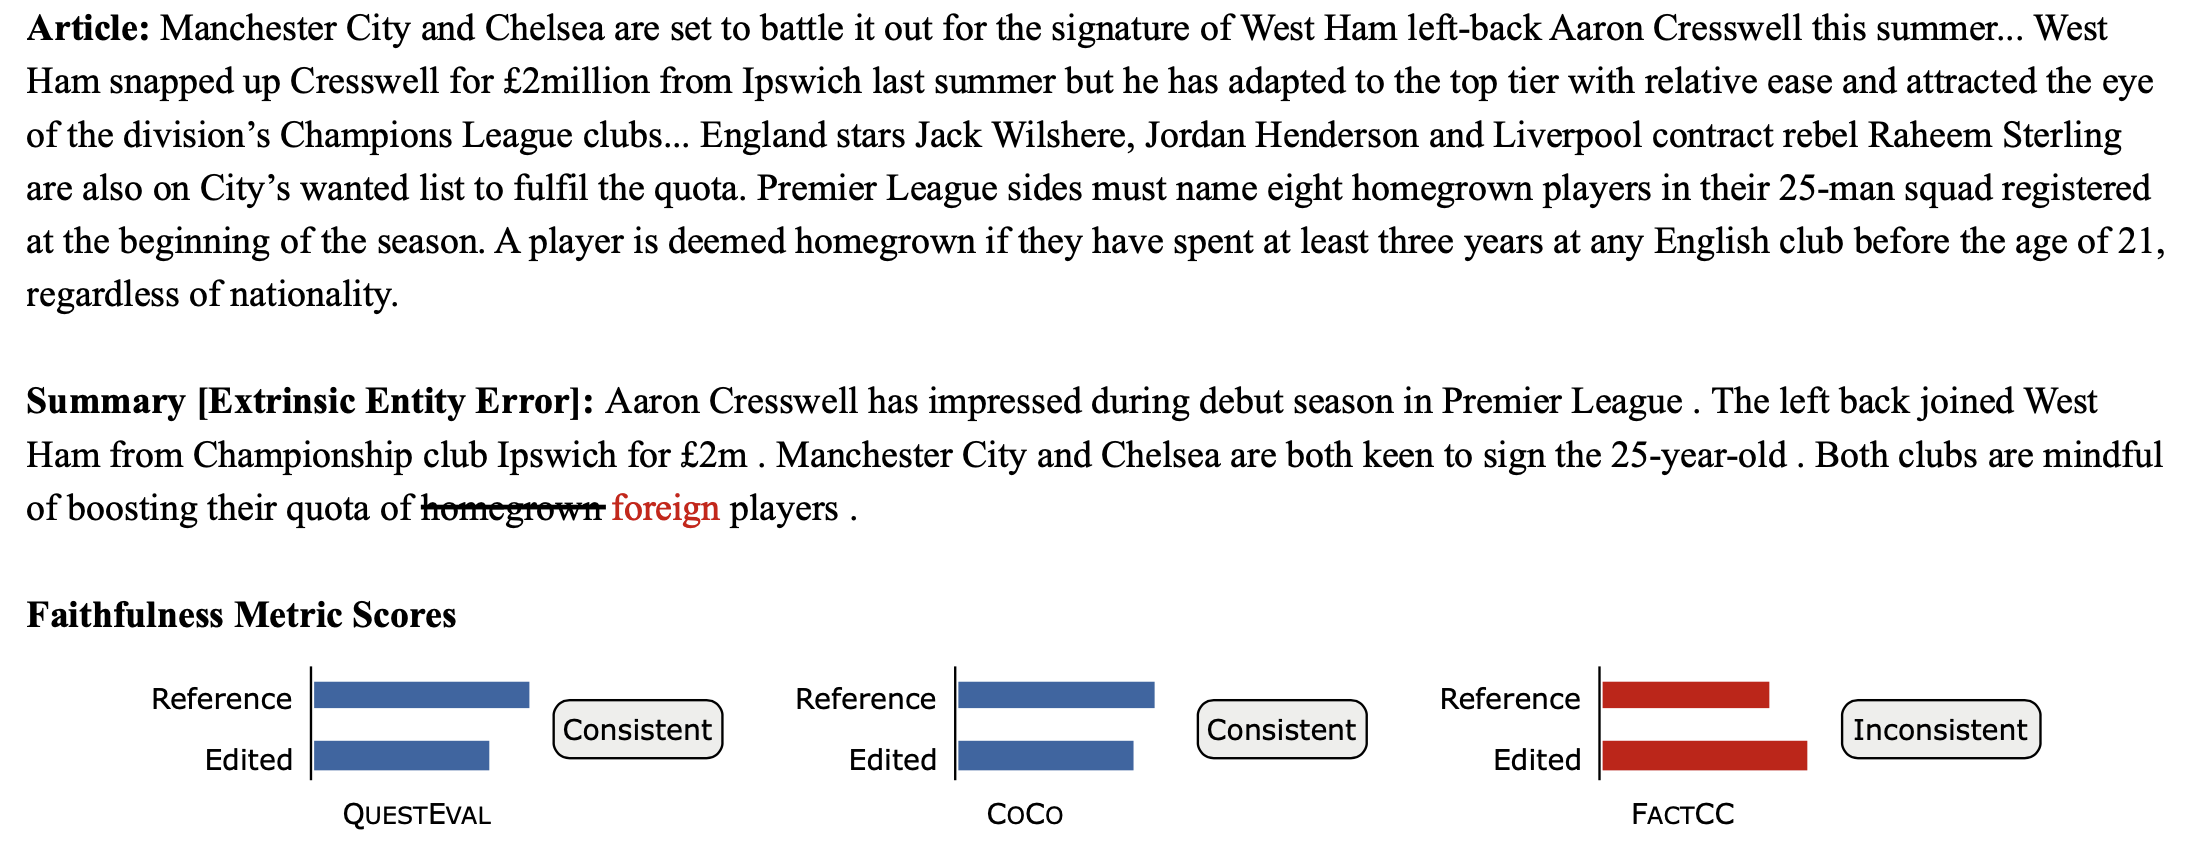 Article: Manchester City and Chelsea are set to battle it out for the signature of West Ham left-back Aaron Cresswell this summer... West
Ham snapped up Cresswell for £2million from Ipswich last summer but he has adapted to the top tier with relative ease and attracted the eye
of the division’s Champions League clubs... England stars Jack Wilshere, Jordan Henderson and Liverpool contract rebel Raheem Sterling
are also on City’s wanted list to fulfil the quota. Premier League sides must name eight homegrown players in their 25-man squad registered
at the beginning of the season. A player is deemed homegrown if they have spent at least three years at any English club before the age of 21,
regardless of nationality.
Summary [Extrinsic Entity Error]: Aaron Cresswell has impressed during debut season in Premier League . The left back joined West
Ham from Championship club Ipswich for £2m . Manchester City and Chelsea are both keen to sign the 25-year-old . Both clubs are mindful
of boosting their quota of homegrown foreign players .
Faithfulness Metric Scores
Reference
Edited
Consistent
QUESTEVAL
Reference
Edited
Consistent
COCO
Reference
Edited
Inconsistent
FACTCC